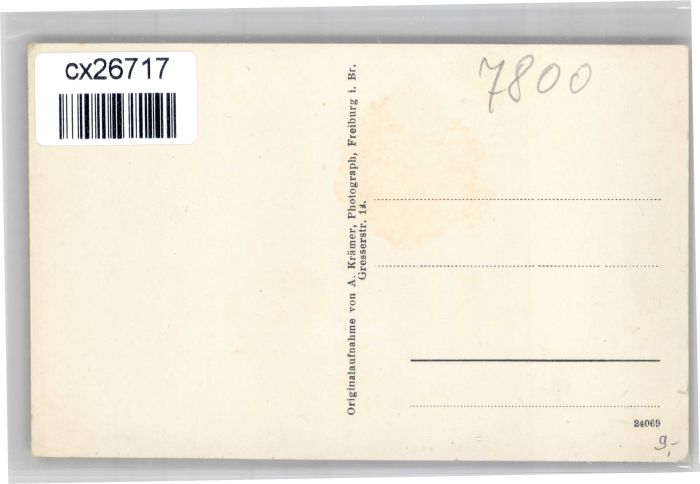 cx26717
7800
Originalaufnahme von A. Krämer, Photograph, Freiburg i. Br.
Gresserstr. 13.
24069
9,-